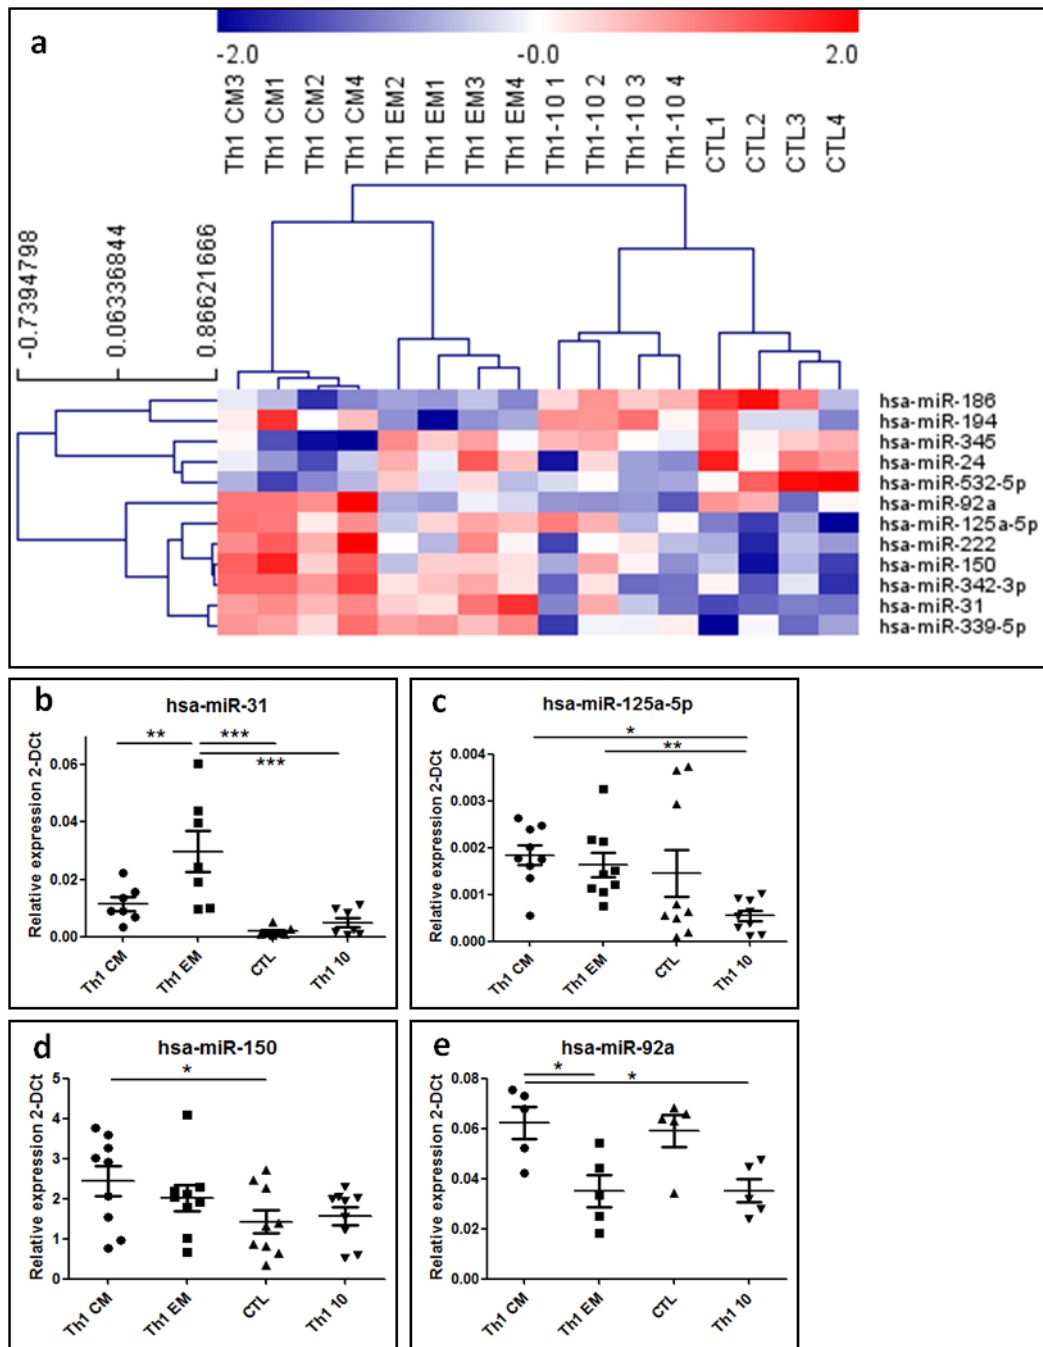 a
-2.0 -0.0 2.0
Th1 CM3 Th1 CM1 Th1 CM2 Th1 CM4 Th1 EM2 Th1 EM1 Th1 EM3 Th1 EM4 Th1-10 1 Th1-10 2 Th1-10 3 Th1-10 4 CTL1 CTL2 CTL3 CTL4
-0.7394798 0.06336844 0.86621666
hsa-miR-186
hsa-miR-194
hsa-miR-345
hsa-miR-24
hsa-miR-532-5p
hsa-miR-92a
hsa-miR-125a-5p
hsa-miR-222
hsa-miR-150
hsa-miR-342-3p
hsa-miR-31
hsa-miR-339-5p
b
hsa-miR-31
Relative expression 2-DCt
0.06
0.04
0.02
0.00
** ***
***
Th1 CM Th1 EM CTL Th1 10
c
hsa-miR-125a-5p
Relative expression 2-DCt
0.004
0.003
0.002
0.001
0.000
*
**
Th1 CM Th1 EM CTL Th1 10
d
hsa-miR-150
Relative expression 2-DCt
5
4
3
2
1
0
*
Th1 CM Th1 EM CTL Th1 10
e
hsa-miR-92a
Relative expression 2-DCt
0.08
0.06
0.04
0.02
0.00
*
*
Th1 CM Th1 EM CTL Th1 10